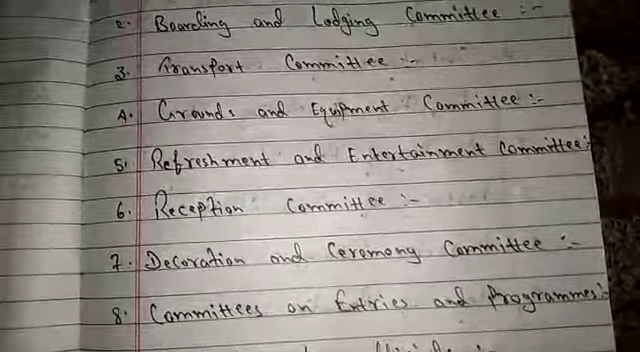 2. Boarding and Lodging Committee :-
3. Transport Committee :-
4. Grounds and Equipment Committee :-
5. Refreshment and Entertainment Committee :-
6. Reception Committee :-
7. Decoration and Ceromony Committee :-
8. Committees on Entries and Programmes :-